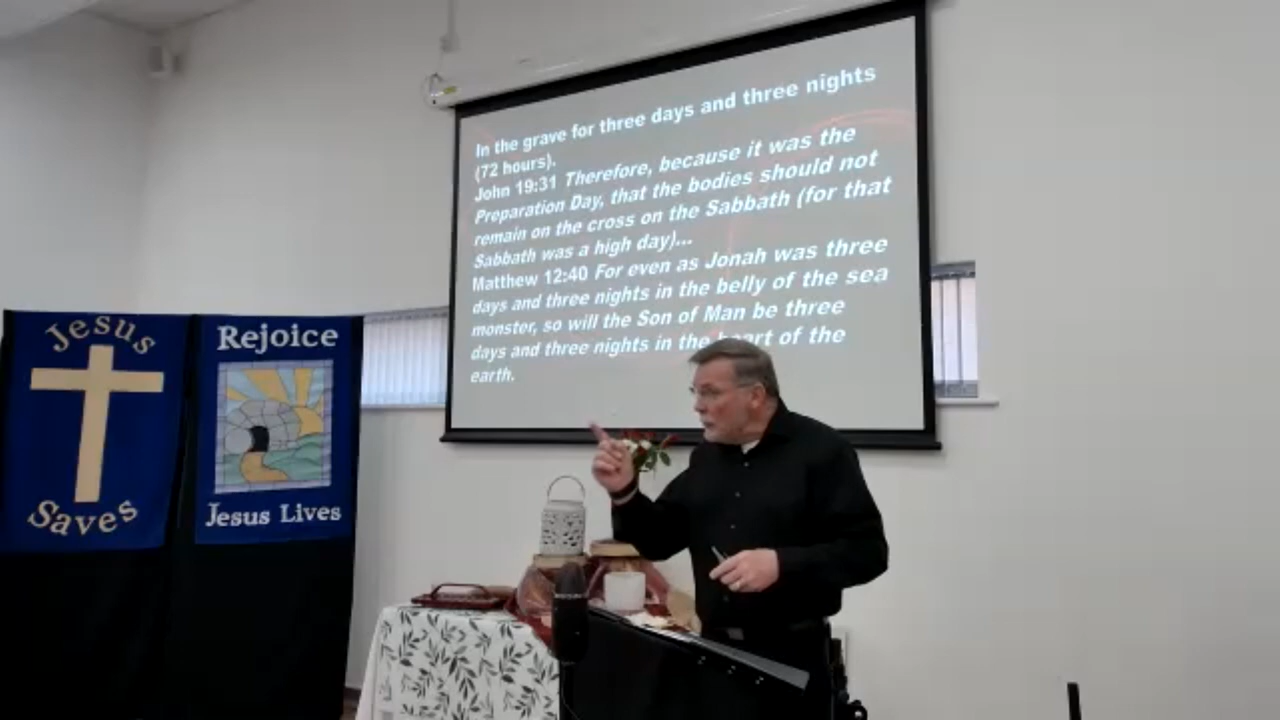 In the grave for three days and three nights
(72 hours).
John 19:31 Therefore, because it was the
Preparation Day, that the bodies should not
remain on the cross on the Sabbath (for that
Sabbath was a high day)...
Matthew 12:40 For even as Jonah was three
days and three nights in the belly of the sea
monster, so will the Son of Man be three
days and three nights in the heart of the
earth.
Jesus
Saves
Rejoice
Jesus Lives